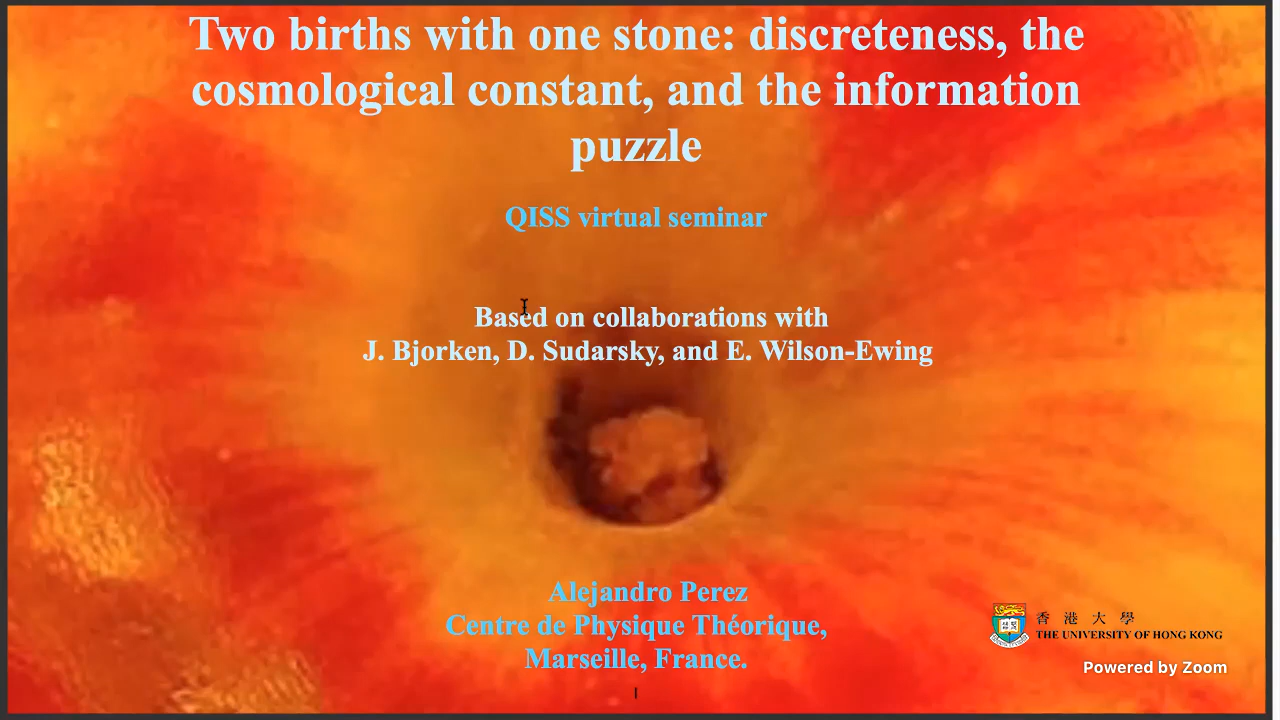 Two births with one stone: discreteness, the
cosmological constant, and the information
puzzle
QISS virtual seminar
Based on collaborations with
J. Bjorken, D. Sudarsky, and E. Wilson-Ewing
Alejandro Perez
Centre de Physique Théorique,
Marseille, France.
香港大學
THE UNIVERSITY OF HONG KONG
Powered by Zoom